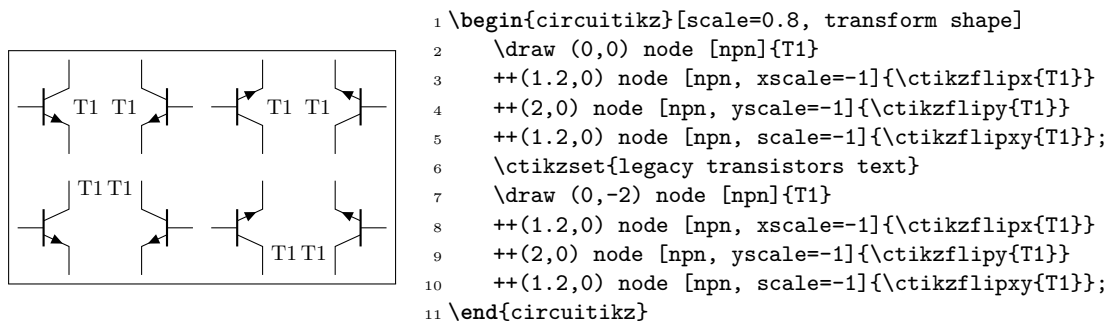 T1 T1 T1 T1
T1 T1
T1 T1
1 \begin{circuitikz}[scale=0.8, transform shape]
2 \draw (0,0) node [npn]{T1}
3 ++(1.2,0) node [npn, xscale=-1]{\ctikzflipx{T1}}
4 ++(2,0) node [npn, yscale=-1]{\ctikzflipy{T1}}
5 ++(1.2,0) node [npn, scale=-1]{\ctikzflipxy{T1}};
6 \ctikzset{legacy transistors text}
7 \draw (0,-2) node [npn]{T1}
8 ++(1.2,0) node [npn, xscale=-1]{\ctikzflipx{T1}}
9 ++(2,0) node [npn, yscale=-1]{\ctikzflipy{T1}}
10 ++(1.2,0) node [npn, scale=-1]{\ctikzflipxy{T1}};
11 \end{circuitikz}